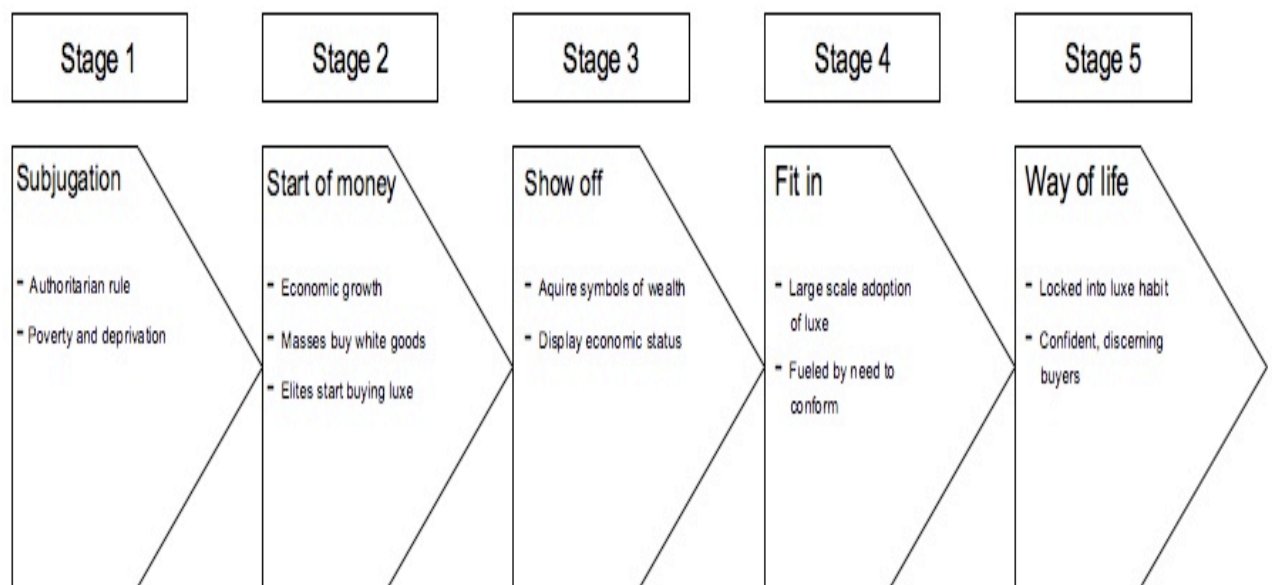 Stage 1
Stage 2
Stage 3
Stage 4
Stage 5
Subjugation
- Authoritarian rule
- Poverty and deprivation
Start of money
- Economic growth
- Masses buy white goods
- Elites start buying luxe
Show off
- Aquire symbols of wealth
- Display economic status
Fit in
- Large scale adoption
of luxe
- Fueled by need to
conform
Way of life
- Locked into luxe habit
- Confident, discerning
buyers